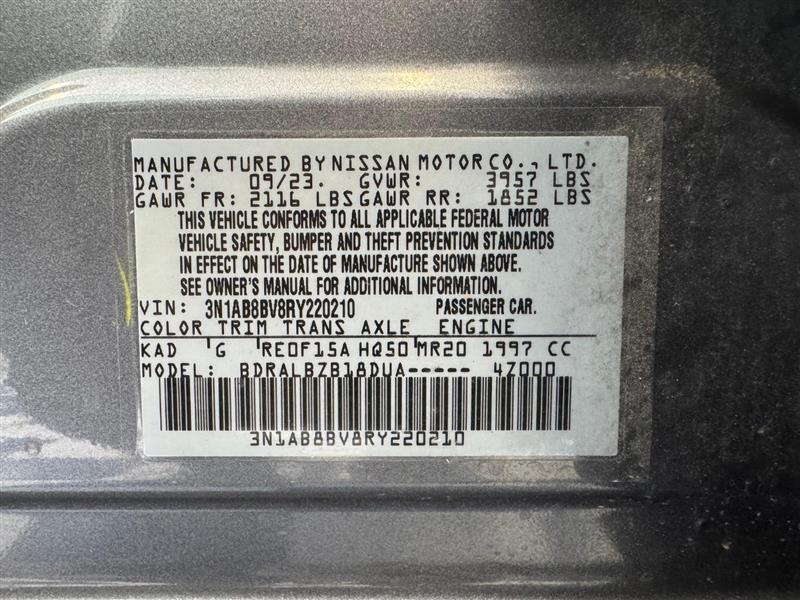 MANUFACTURED BY NISSAN MOTOR CO., LTD.
DATE: 09/23. GVWR: 3957 LBS
GAWR FR: 2116 LBS GAWR RR: 1852 LBS
THIS VEHICLE CONFORMS TO ALL APPLICABLE FEDERAL MOTOR
VEHICLE SAFETY, BUMPER AND THEFT PREVENTION STANDARDS
IN EFFECT ON THE DATE OF MANUFACTURE SHOWN ABOVE.
SEE OWNER'S MANUAL FOR ADDITIONAL INFORMATION.
VIN: 3N1AB8BV8RY220210 PASSENGER CAR.
COLOR TRIM TRANS AXLE ENGINE
KAD G RE0F15A HQ50 MR20 1997 CC
MODEL: BDRALBZB18DUA----- 4Z000
3N1AB8BV8RY220210